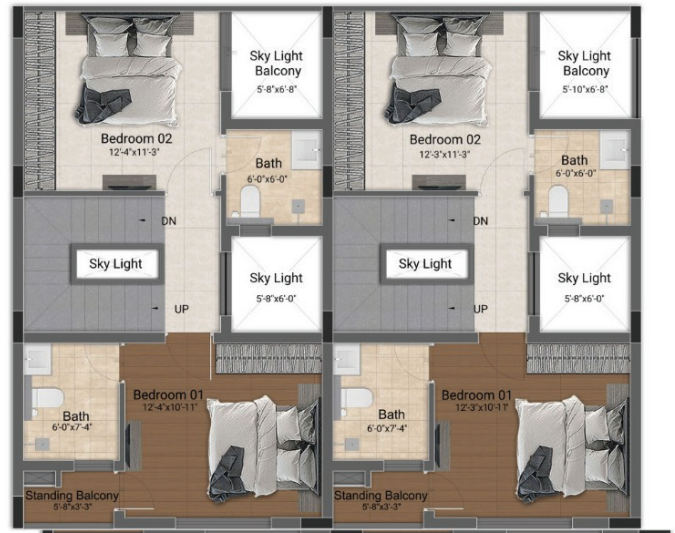 Sky Light
Balcony
5'-8"x6'-8"
Bedroom 02
12'-4"x11'-3"
Bath
6'-0"x6'-0"
DN
Sky Light
Sky Light
5'-8"x6'-0"
UP
Bedroom 01
12'-4"x10'-11"
Bath
6'-0"x7'-4"
Standing Balcony
5'-8"x3'-3"
Sky Light
Balcony
5'-10"x6'-8"
Bedroom 02
12'-3"x11'-3"
Bath
6'-0"x6'-0"
DN
Sky Light
Sky Light
5'-8"x6'-0"
UP
Bedroom 01
12'-3"x10'-11"
Bath
6'-0"x7'-4"
Standing Balcony
5'-8"x3'-3"